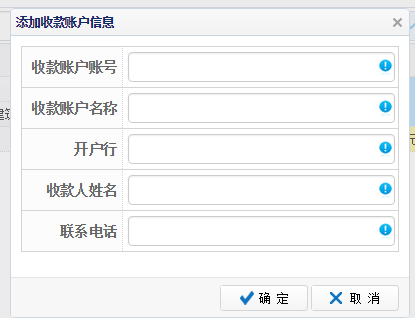 添加收款账户信息
收款账户账号
收款账户名称
开户行
收款人姓名
联系电话
确 定
取 消